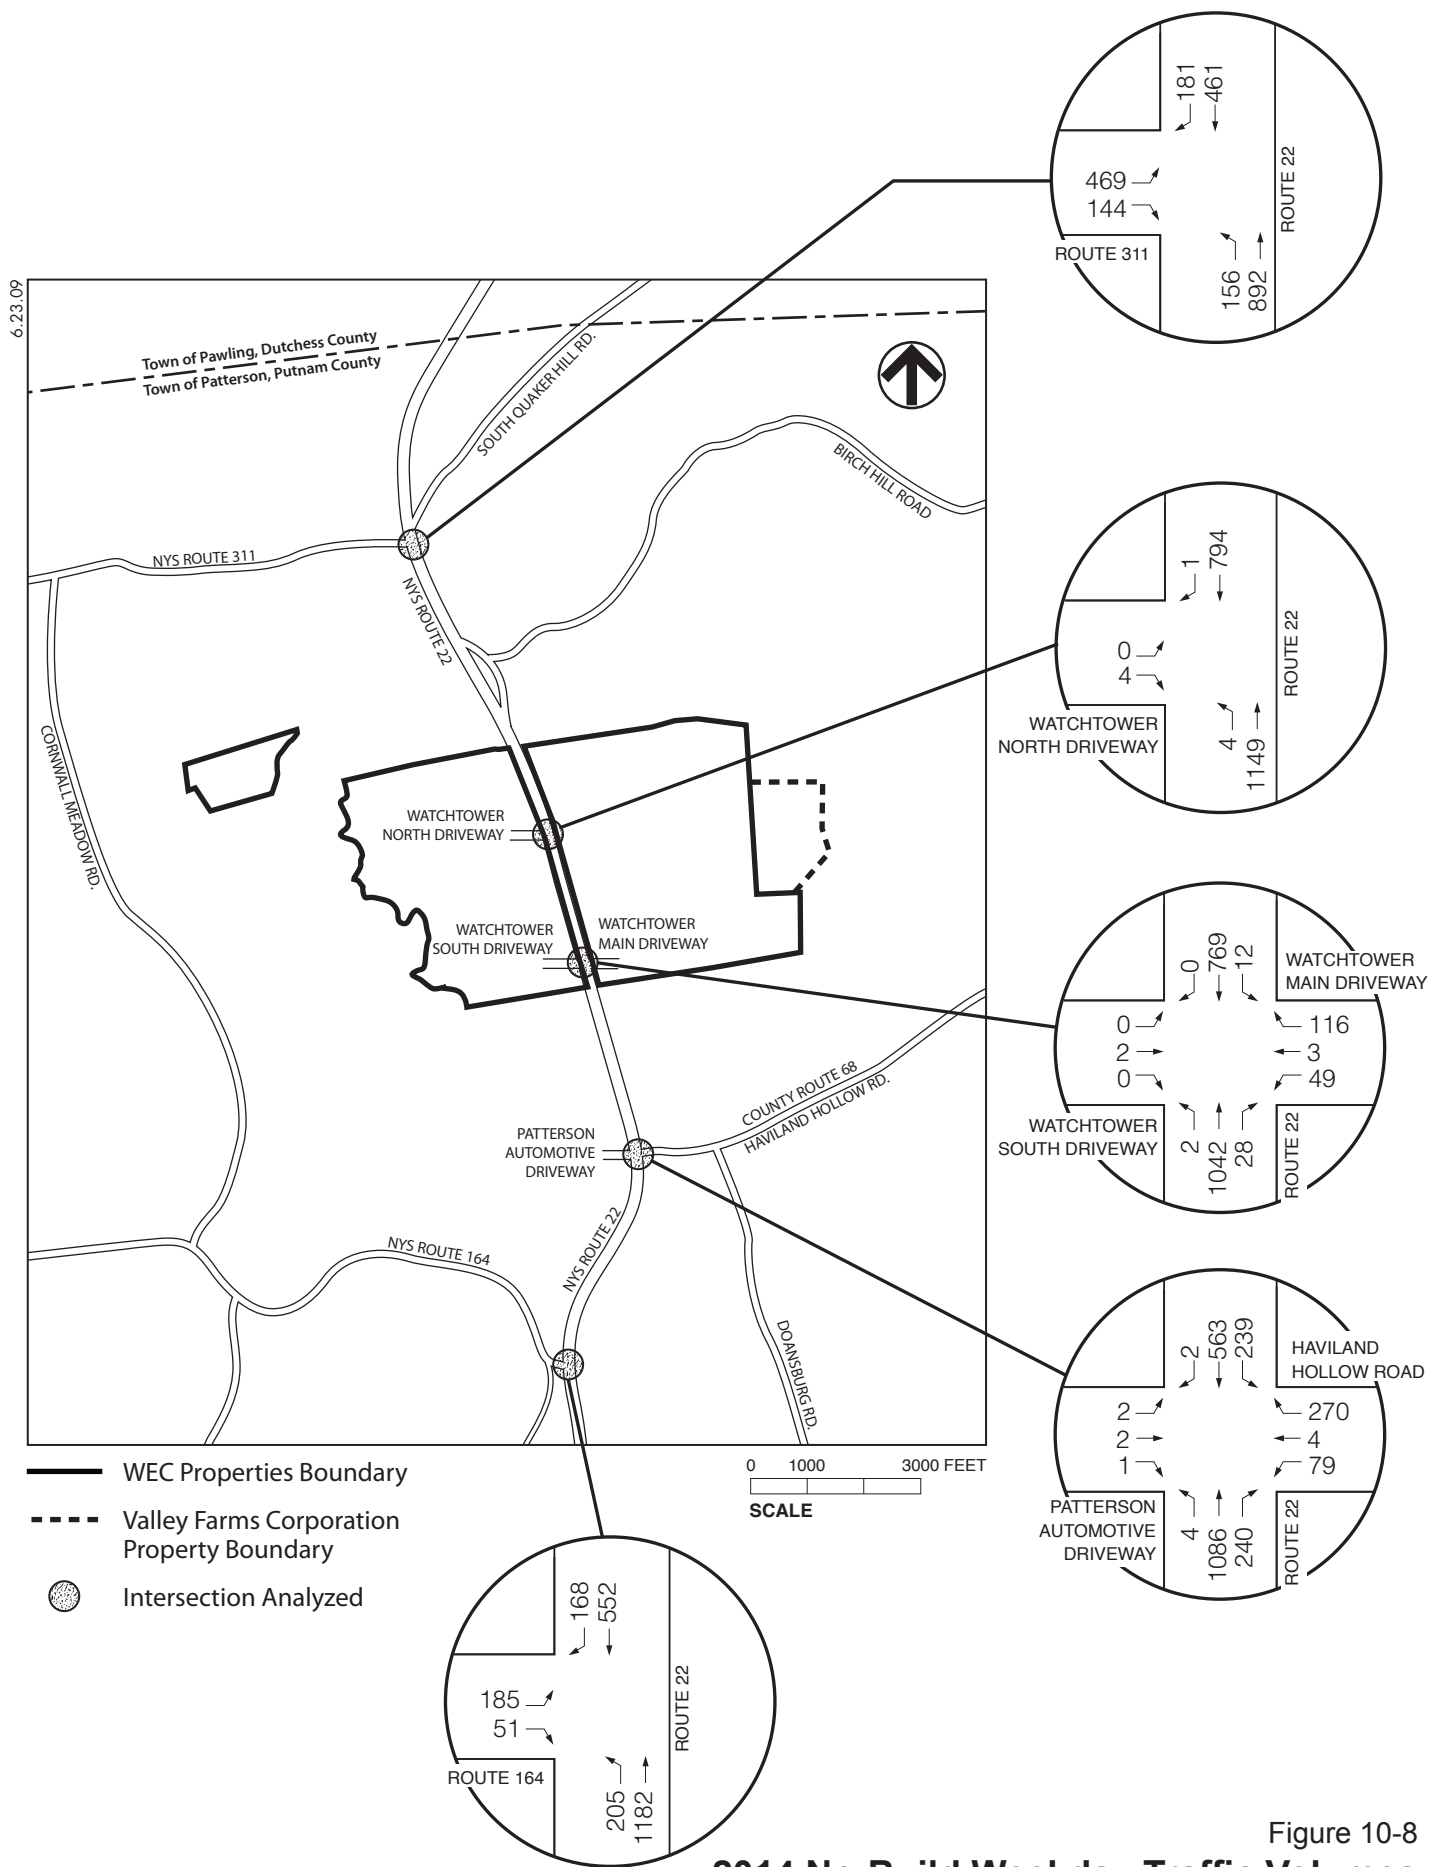 181
461
469
144
ROUTE 311
156
892
ROUTE 22
6.23.09
Town of Pawling, Dutchess County
Town of Patterson, Putnam County
SOUTH QUAKER HILL RD.
BIRCH HILL ROAD
NYS ROUTE 311
NYS ROUTE 22
CORNWALL MEADOW RD.
1
794
0
4
WATCHTOWER
NORTH DRIVEWAY
4
1149
ROUTE 22
WATCHTOWER
NORTH DRIVEWAY
WATCHTOWER
SOUTH DRIVEWAY
WATCHTOWER
MAIN DRIVEWAY
0
769
12
WATCHTOWER
MAIN DRIVEWAY
0
2
0
116
3
49
WATCHTOWER
SOUTH DRIVEWAY
2
1042
28
ROUTE 22
COUNTY ROUTE 68
HAVILAND HOLLOW RD.
PATTERSON
AUTOMOTIVE
DRIVEWAY
NYS ROUTE 22
NYS ROUTE 164
DOANSBURG RD.
2
563
239
HAVILAND
HOLLOW ROAD
2
2
1
270
4
79
PATTERSON
AUTOMOTIVE
DRIVEWAY
4
1086
240
ROUTE 22
WEC Properties Boundary
Valley Farms Corporation
Property Boundary
Intersection Analyzed
0 1000 3000 FEET
SCALE
168
552
185
51
ROUTE 164
205
1182
ROUTE 22
Figure 10-8